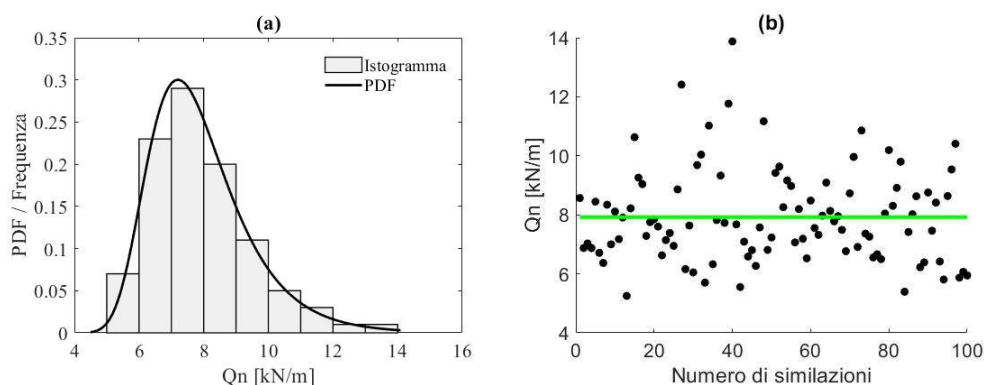 (a)
0.35
0.3
0.25
0.2
0.15
0.1
0.05
0
PDF / Frequenza
Istogramma
PDF
4 6 8 10 12 14 16
Qn [kN/m]
(b)
14
12
10
8
6
4
Qn [kN/m]
0 20 40 60 80 100
Numero di similazioni